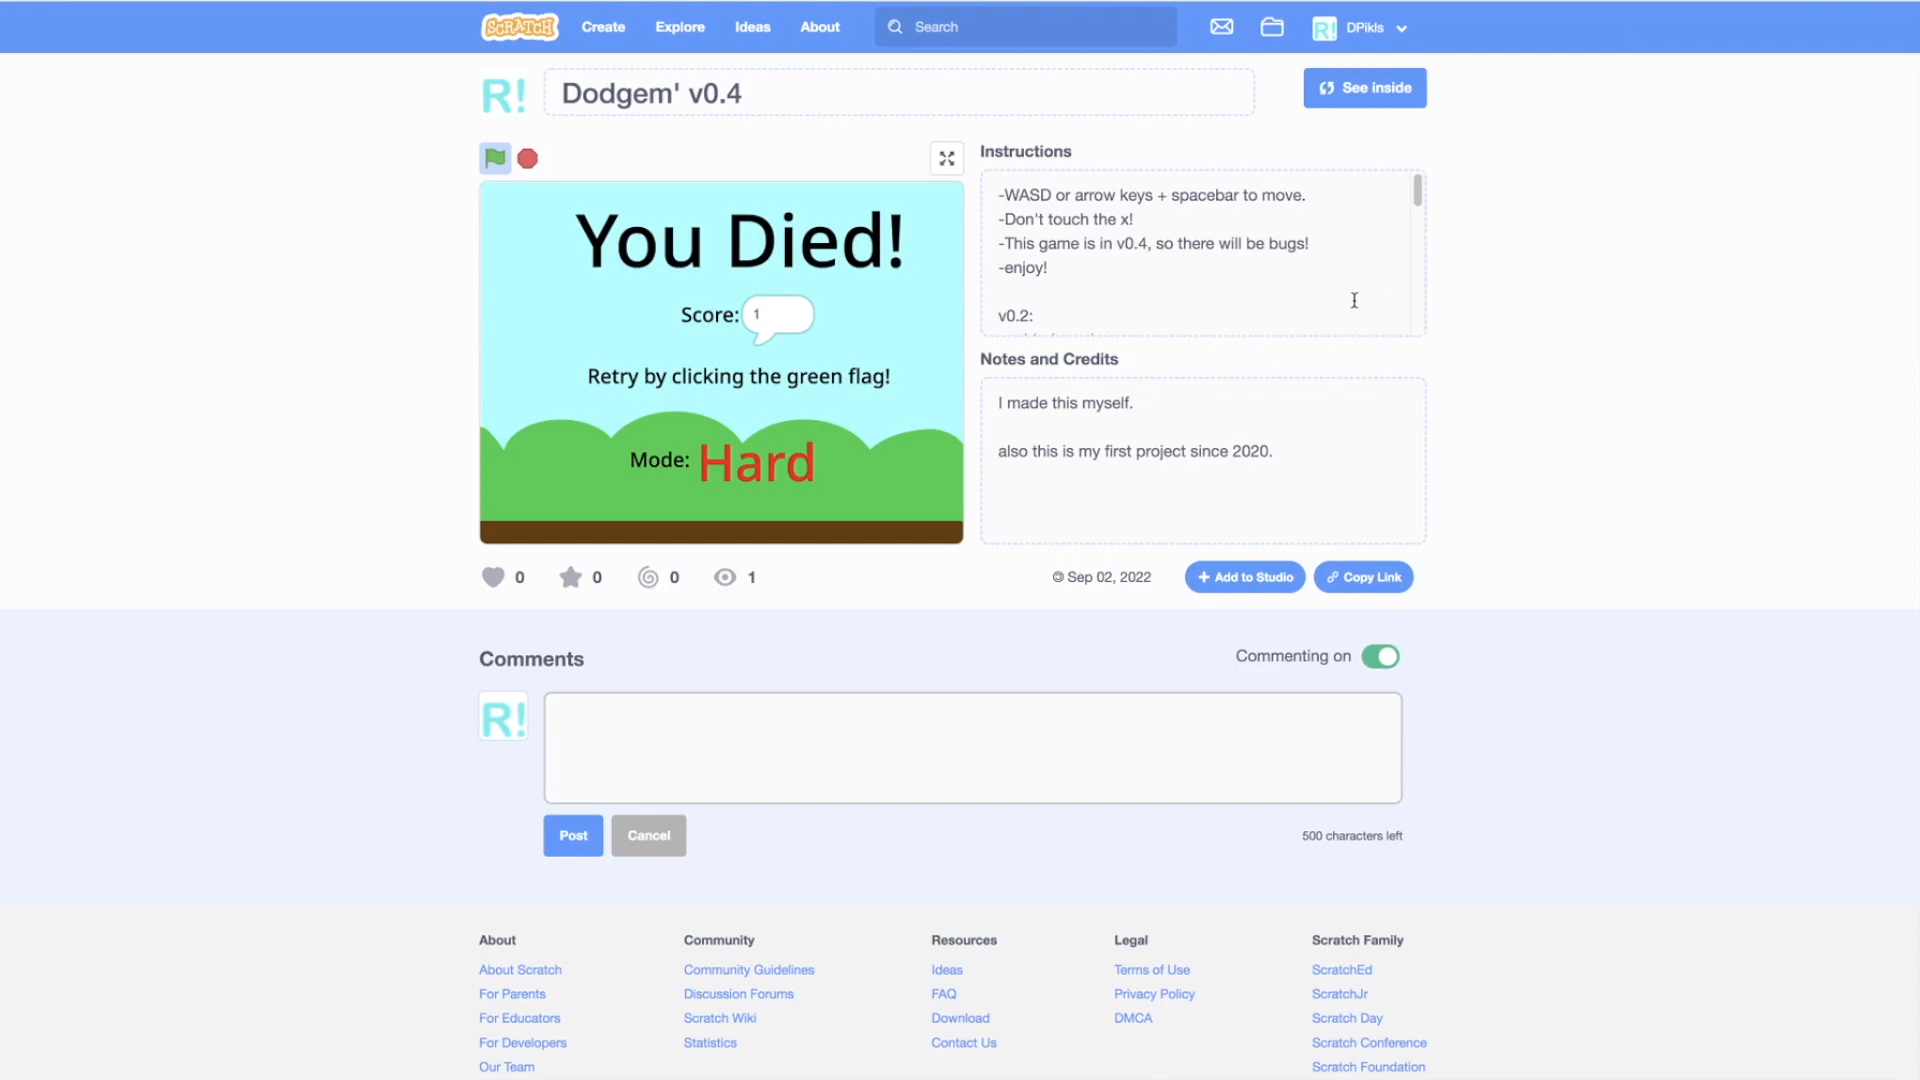 SCRATCH
Create
Explore
Ideas
About
Search
R!
DPikls
R!
Dodgem' v0.4
See inside
You Died!
Score: 1
Retry by clicking the green flag!
Mode: Hard
Instructions
-WASD or arrow keys + spacebar to move.
-Don't touch the x!
-This game is in v0.4, so there will be bugs!
-enjoy!
v0.2:
Notes and Credits
I made this myself.
also this is my first project since 2020.
0
0
0
1
© Sep 02, 2022
Add to Studio
Copy Link
Comments
Commenting on
R!
Post
Cancel
500 characters left
About
About Scratch
For Parents
For Educators
For Developers
Our Team
Community
Community Guidelines
Discussion Forums
Scratch Wiki
Statistics
Resources
Ideas
FAQ
Download
Contact Us
Legal
Terms of Use
Privacy Policy
DMCA
Scratch Family
ScratchEd
ScratchJr
Scratch Day
Scratch Conference
Scratch Foundation